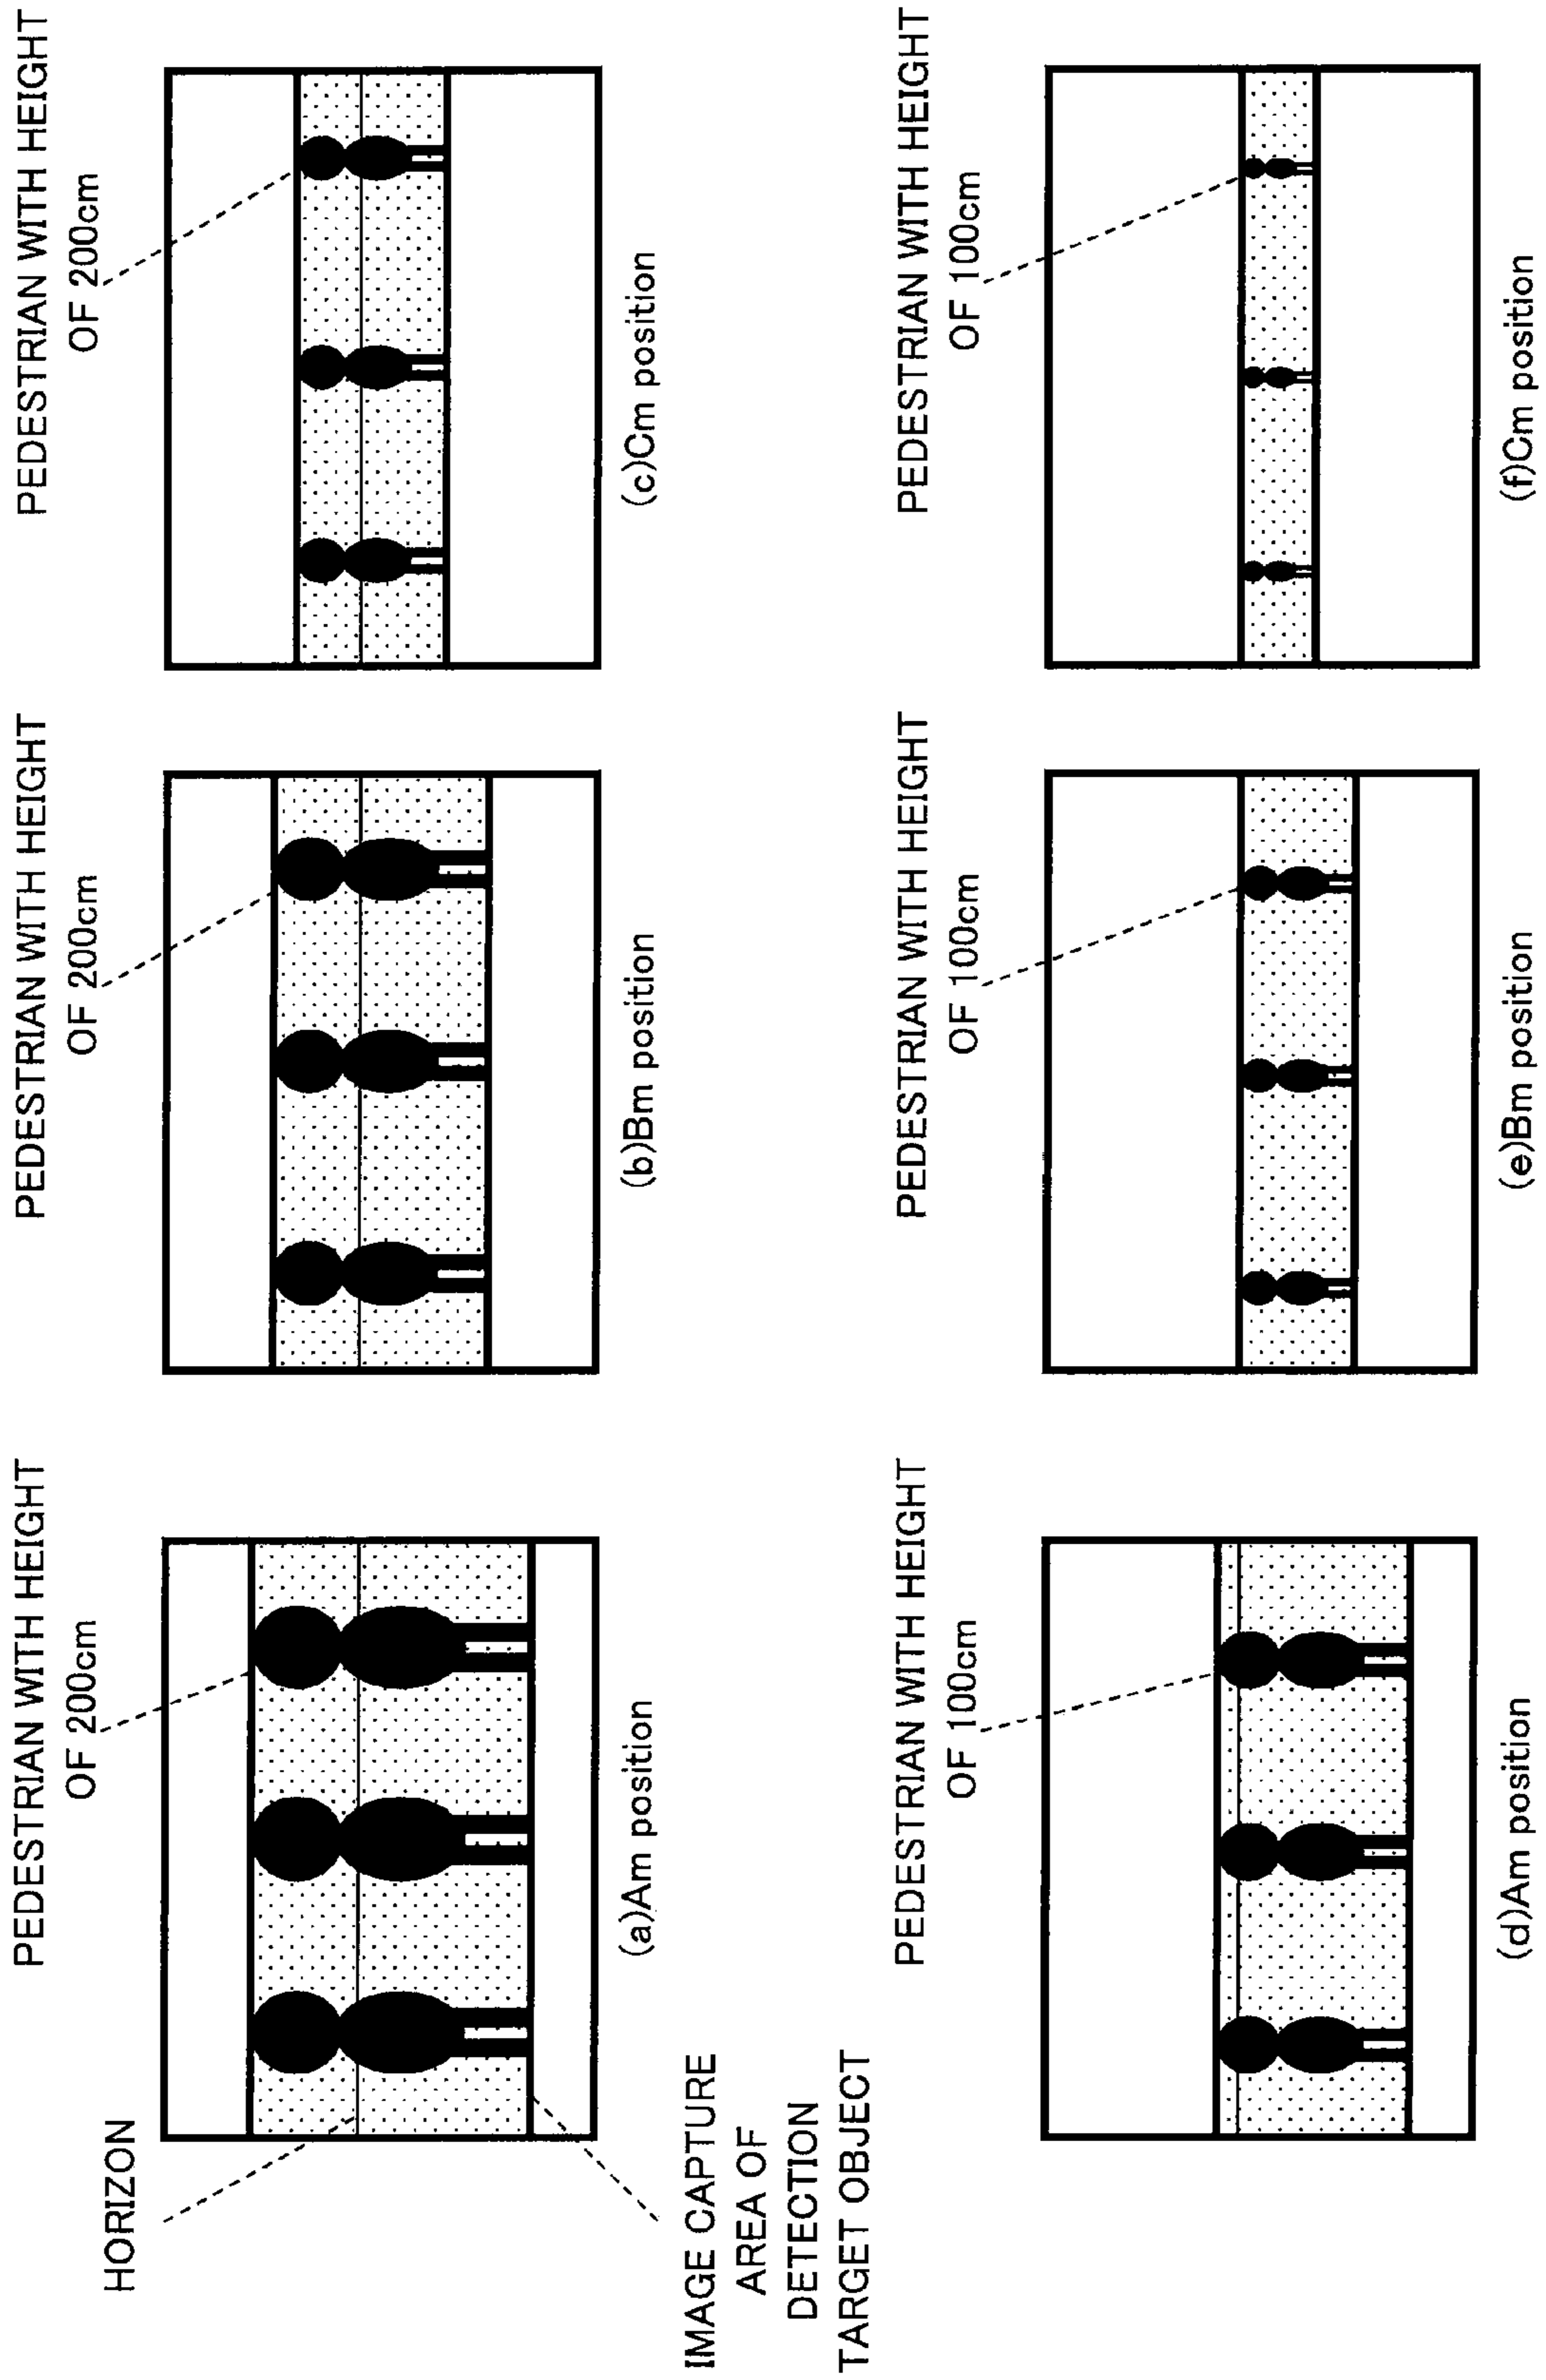 PEDESTRIAN WITH HEIGHT
OF 200cm
HORIZON
IMAGE CAPTURE
AREA OF
DETECTION
TARGET OBJECT
(a)Am position
PEDESTRIAN WITH HEIGHT
OF 200cm
(b)Bm position
PEDESTRIAN WITH HEIGHT
OF 200cm
(c)Cm position
PEDESTRIAN WITH HEIGHT
OF 100cm
(d)Am position
PEDESTRIAN WITH HEIGHT
OF 100cm
(e)Bm position
PEDESTRIAN WITH HEIGHT
OF 100cm
(f)Cm position